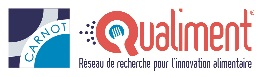 CARNOT
Qualiment®
Réseau de recherche pour l'innovation alimentaire